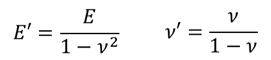 E′ = E / (1 − ν²)    ν′ = ν / (1 − ν)